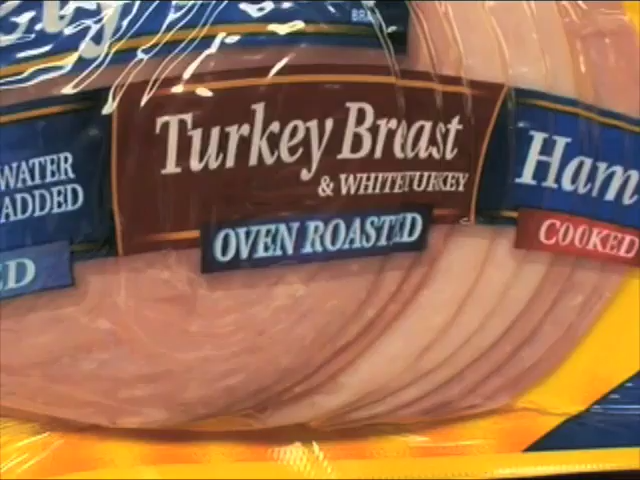 WATER
ADDED
Turkey Breast
& WHITE TURKEY
OVEN ROASTED
Ham
COOKED